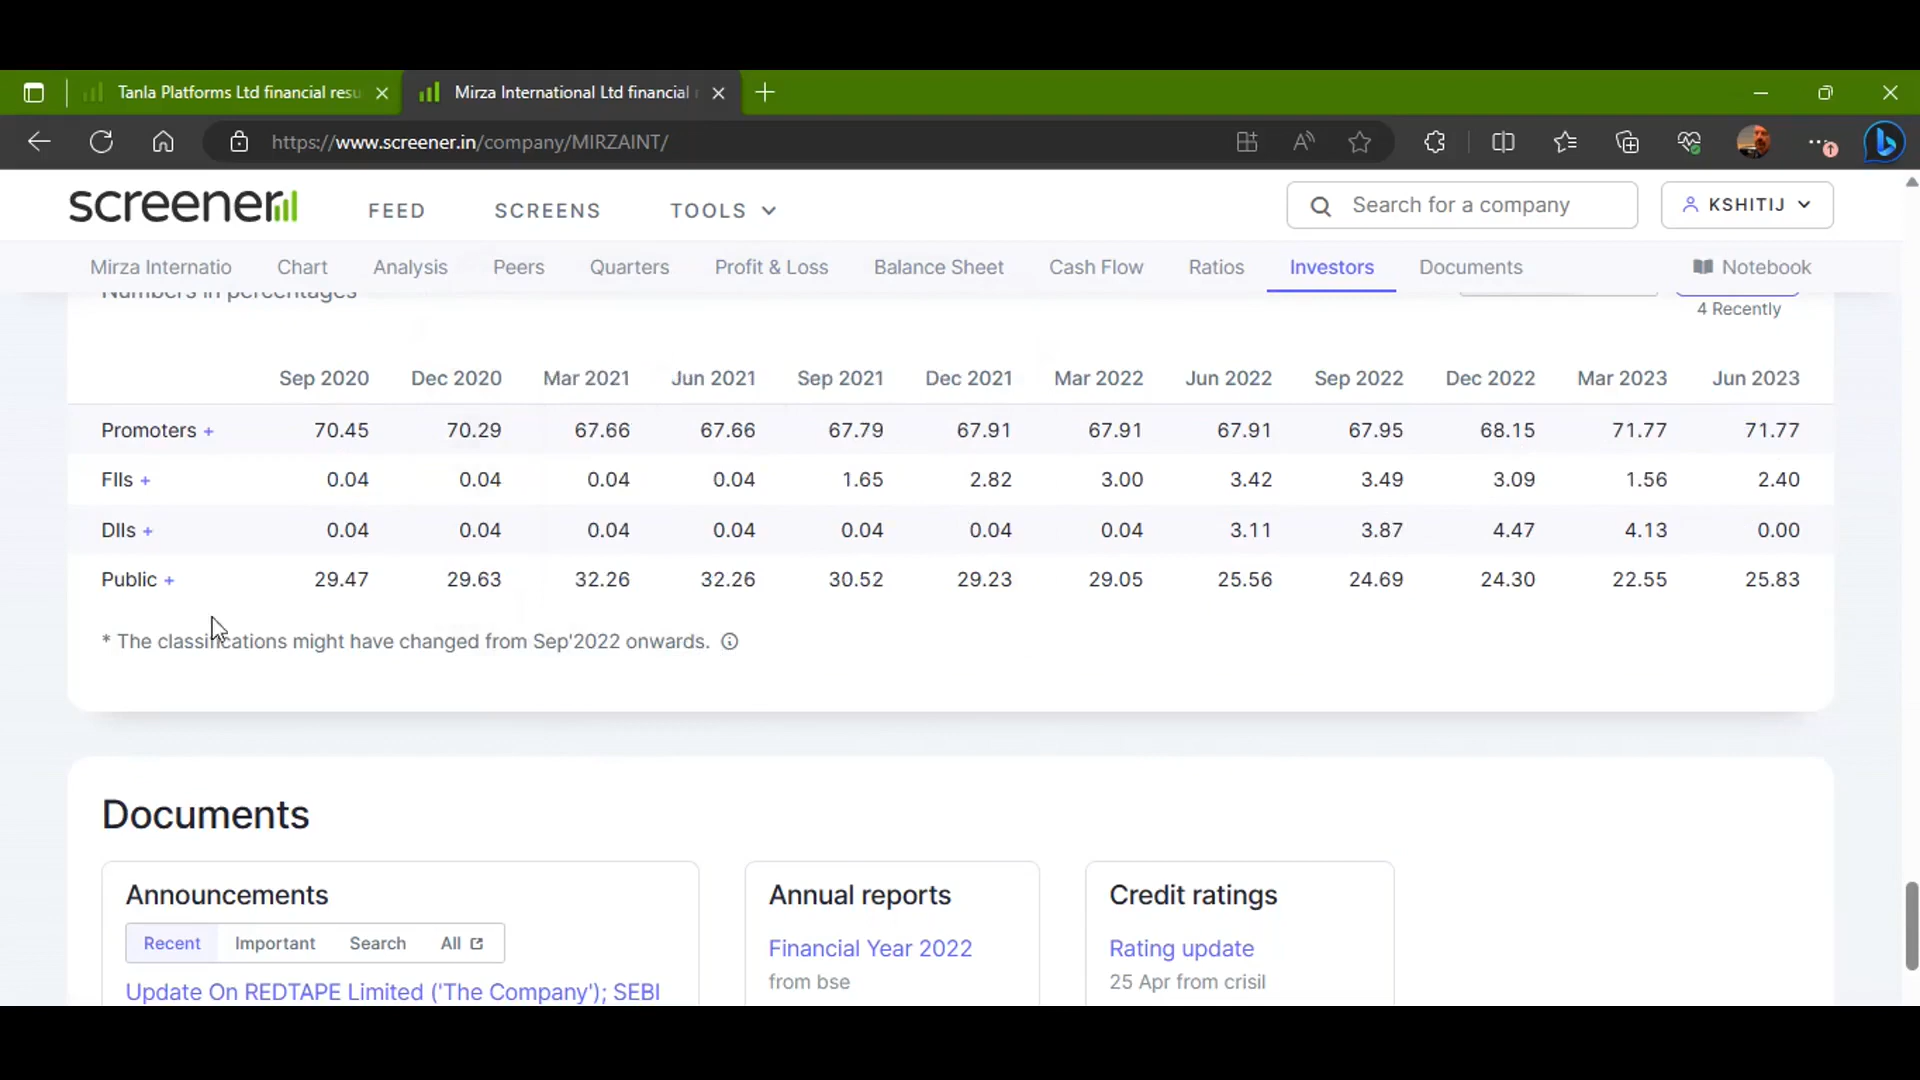 Tanla Platforms Ltd financial resu
Mirza International Ltd financial
https://www.screener.in/company/MIRZAINT/
screener
FEED
SCREENS
TOOLS
Search for a company
KSHITIJ
Mirza Internatio
Chart
Analysis
Peers
Quarters
Profit & Loss
Balance Sheet
Cash Flow
Ratios
Investors
Documents
Notebook
Numbers in percentages
4 Recently
Sep 2020 Dec 2020 Mar 2021 Jun 2021 Sep 2021 Dec 2021 Mar 2022 Jun 2022 Sep 2022 Dec 2022 Mar 2023 Jun 2023
Promoters + 70.45 70.29 67.66 67.66 67.79 67.91 67.91 67.91 67.95 68.15 71.77 71.77
FIIs + 0.04 0.04 0.04 0.04 1.65 2.82 3.00 3.42 3.49 3.09 1.56 2.40
DIIs + 0.04 0.04 0.04 0.04 0.04 0.04 0.04 3.11 3.87 4.47 4.13 0.00
Public + 29.47 29.63 32.26 32.26 30.52 29.23 29.05 25.56 24.69 24.30 22.55 25.83
* The classifications might have changed from Sep'2022 onwards.
Documents
Announcements
Recent
Important
Search
All
Update On REDTAPE Limited ('The Company'); SEBI
Annual reports
Financial Year 2022
from bse
Credit ratings
Rating update
25 Apr from crisil